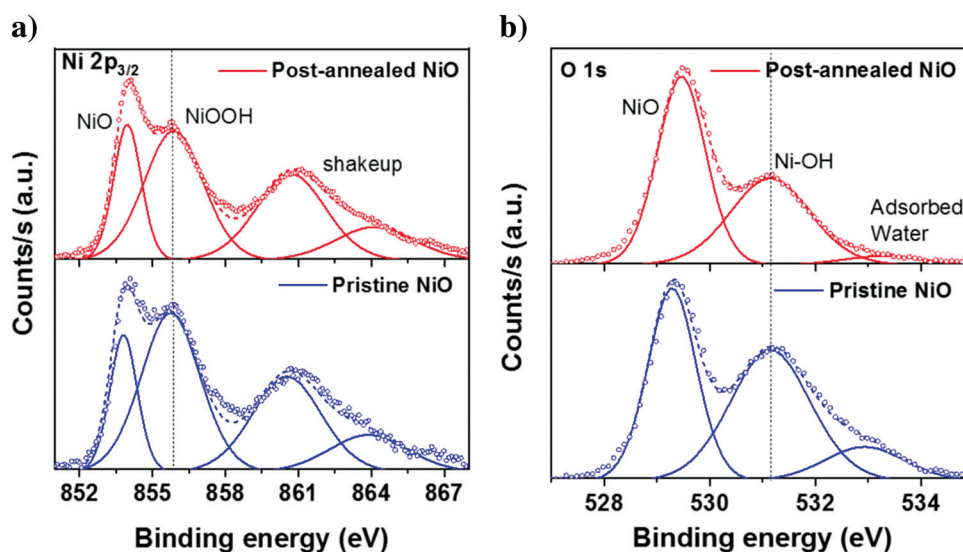 a)
Ni 2p3/2
Post-annealed NiO
NiO
NiOOH
shakeup
Pristine NiO
Counts/s (a.u.)
852 855 858 861 864 867
Binding energy (eV)
b)
O 1s
Post-annealed NiO
NiO
Ni-OH
Adsorbed
Water
Pristine NiO
Counts/s (a.u.)
528 530 532 534
Binding energy (eV)